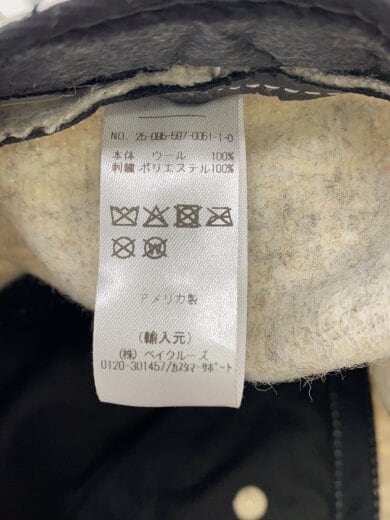 NO. 25-095-597-0051-1-0
本体 ウール 100%
刺繍 ポリエステル100%
アメリカ製
(輸入元)
(株) ベイクルーズ
0120-301457/カスタマーサポート